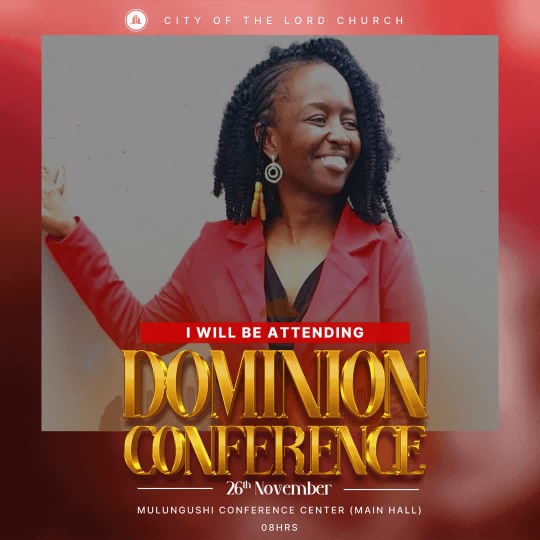 CITY OF THE LORD CHURCH
I WILL BE ATTENDING
DOMINION
CONFERENCE
26th November
MULUNGUSHI CONFERENCE CENTER (MAIN HALL)
08HRS